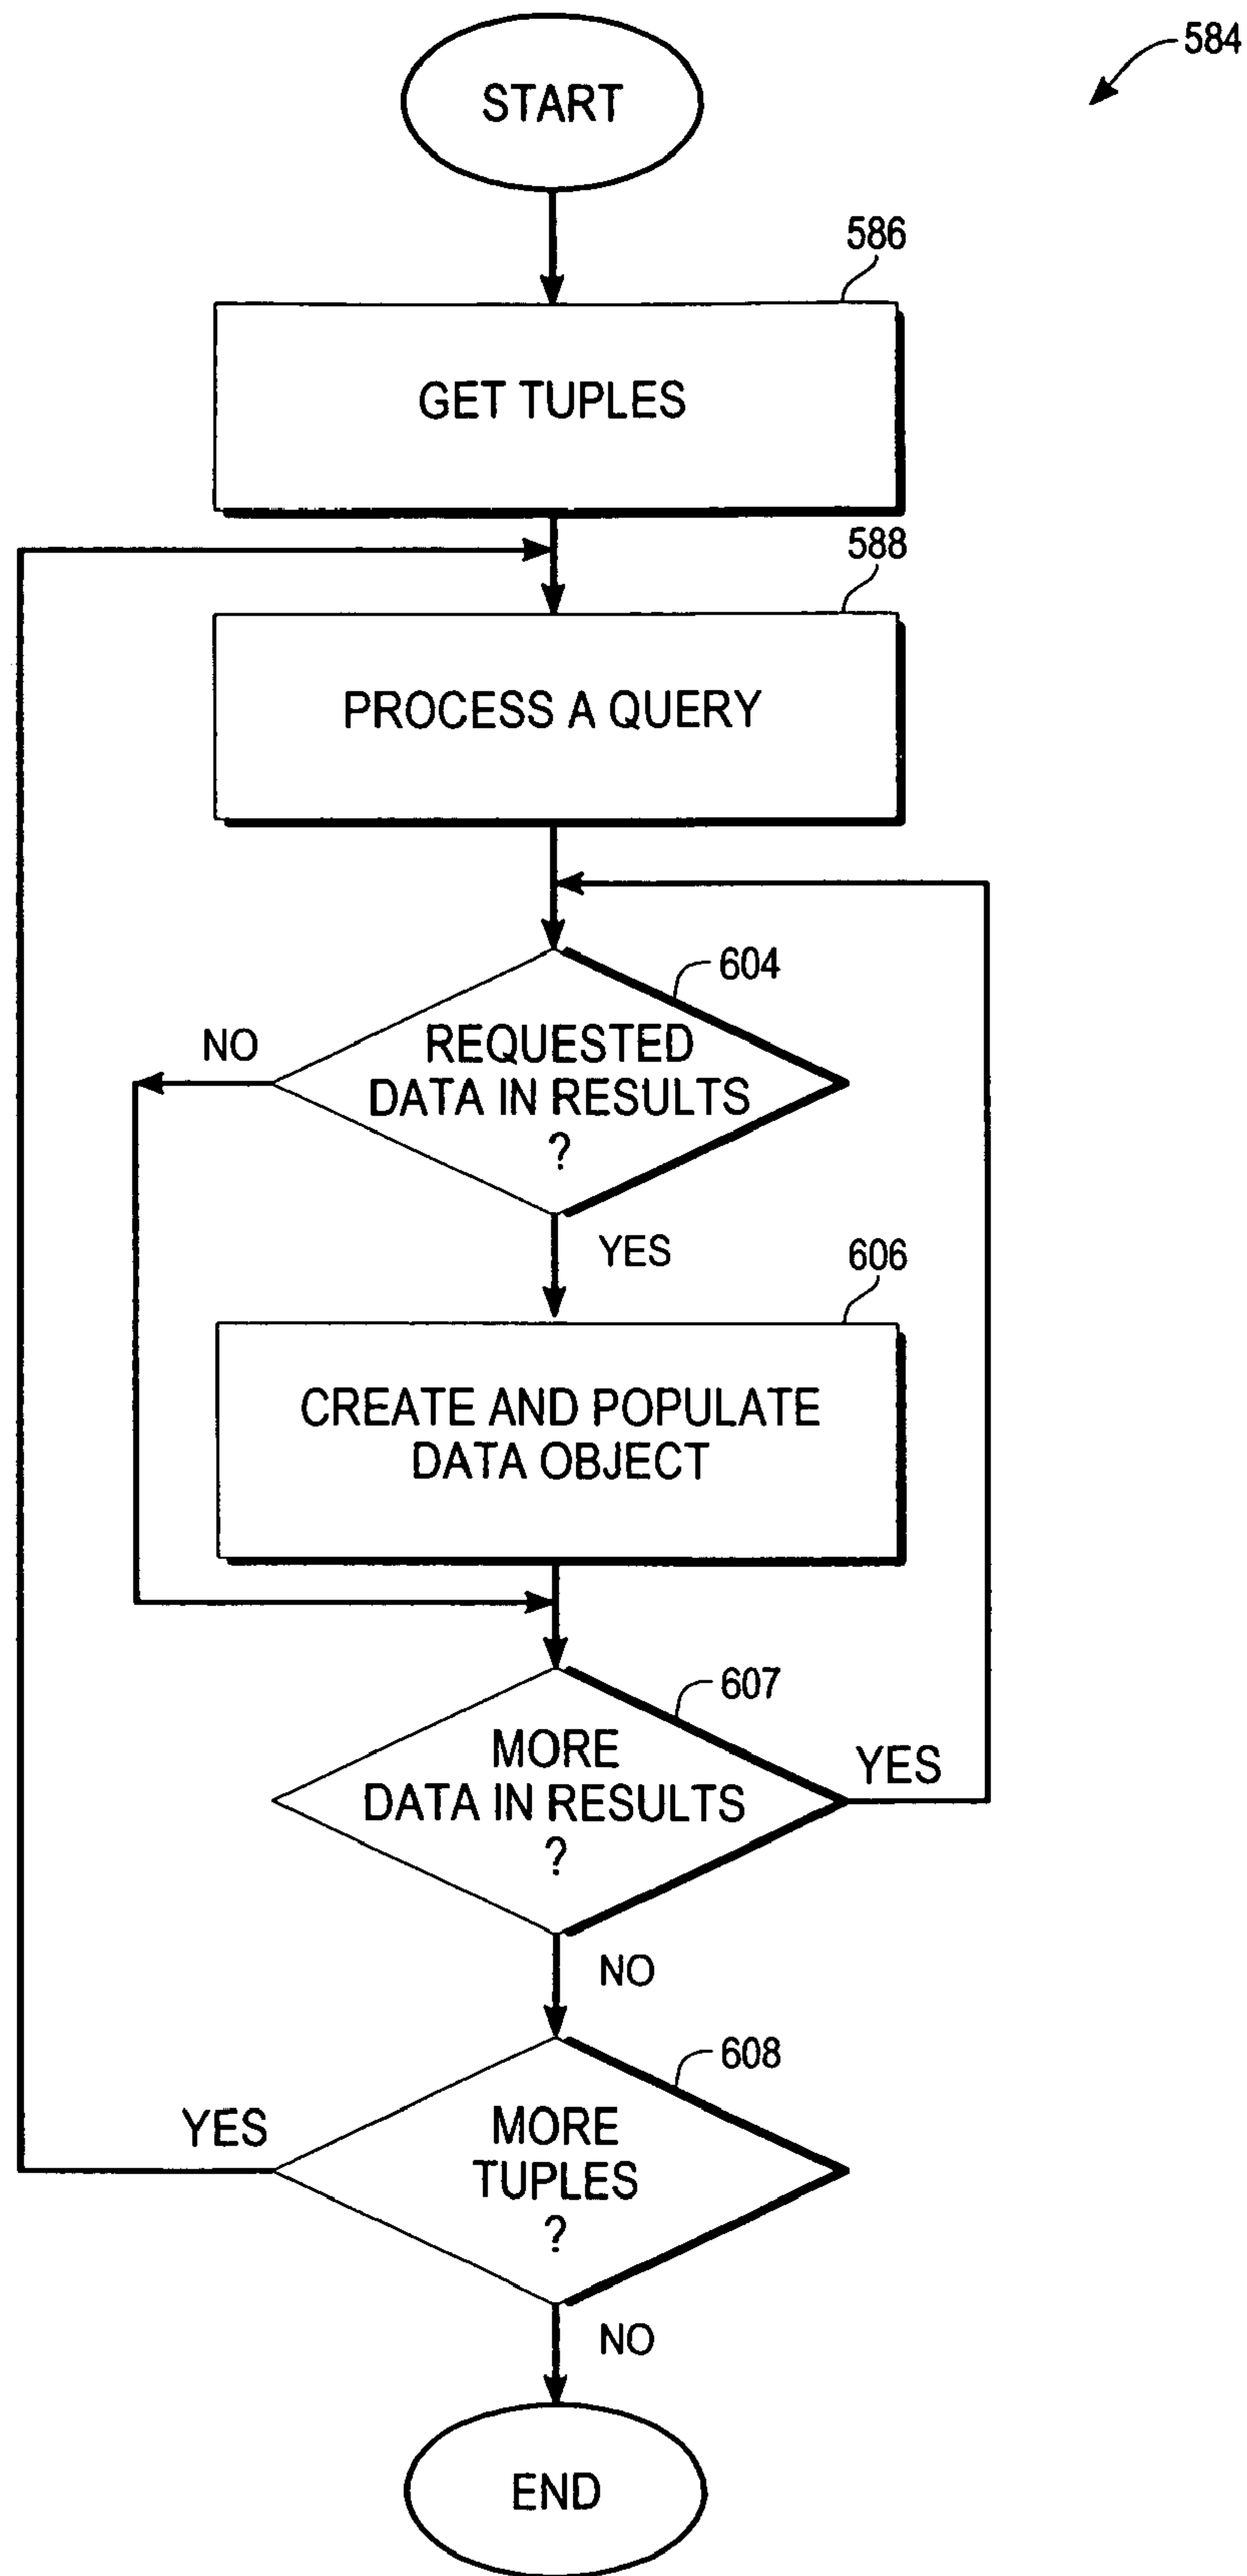 584
START
586
GET TUPLES
588
PROCESS A QUERY
604
NO
REQUESTED
DATA IN RESULTS
?
YES
606
CREATE AND POPULATE
DATA OBJECT
607
MORE
DATA IN RESULTS
?
YES
NO
608
YES
MORE
TUPLES
?
NO
END